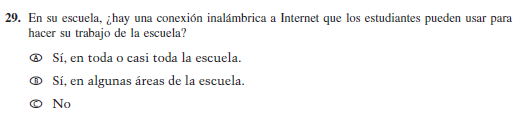 29. En su escuela, ¿hay una conexión inalámbrica a Internet que los estudiantes pueden usar para
hacer su trabajo de la escuela?
Ⓐ Sí, en toda o casi toda la escuela.
Ⓑ Sí, en algunas áreas de la escuela.
Ⓒ No